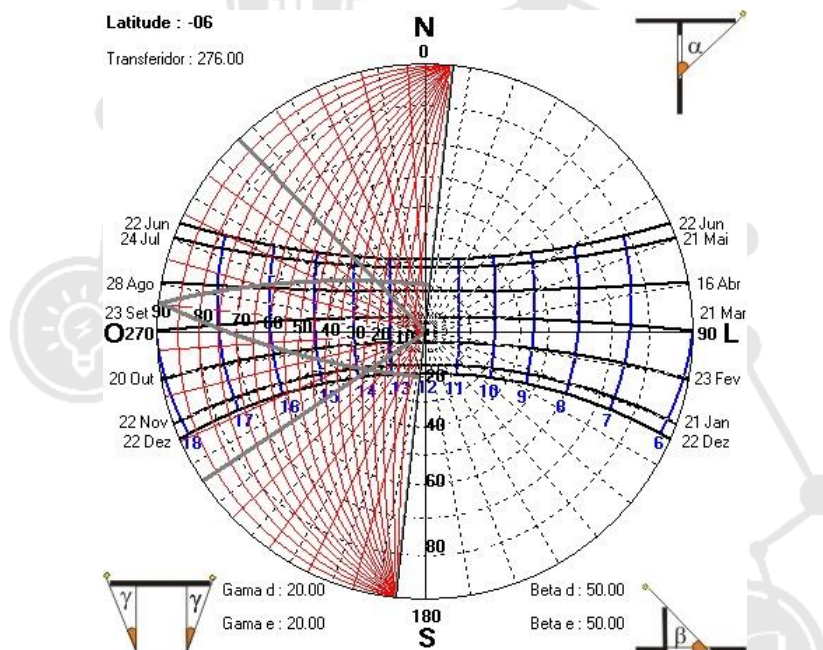 Latitude : -06
N
Transferidor : 276.00
0
α
22 Jun
22 Jun
24 Jul
21 Mai
28 Ago
16 Abr
23 Set
90
80
70
60
50
40
30
20
10
21 Mar
O
270
90
L
20 Out
23 Fev
20
18
17
16
15
14
13
12
11
10
9
8
7
6
22 Nov
21 Jan
22 Dez
22 Dez
40
60
80
γ
γ
Gama d : 20.00
Beta d : 50.00
Gama e : 20.00
180
Beta e : 50.00
S
β